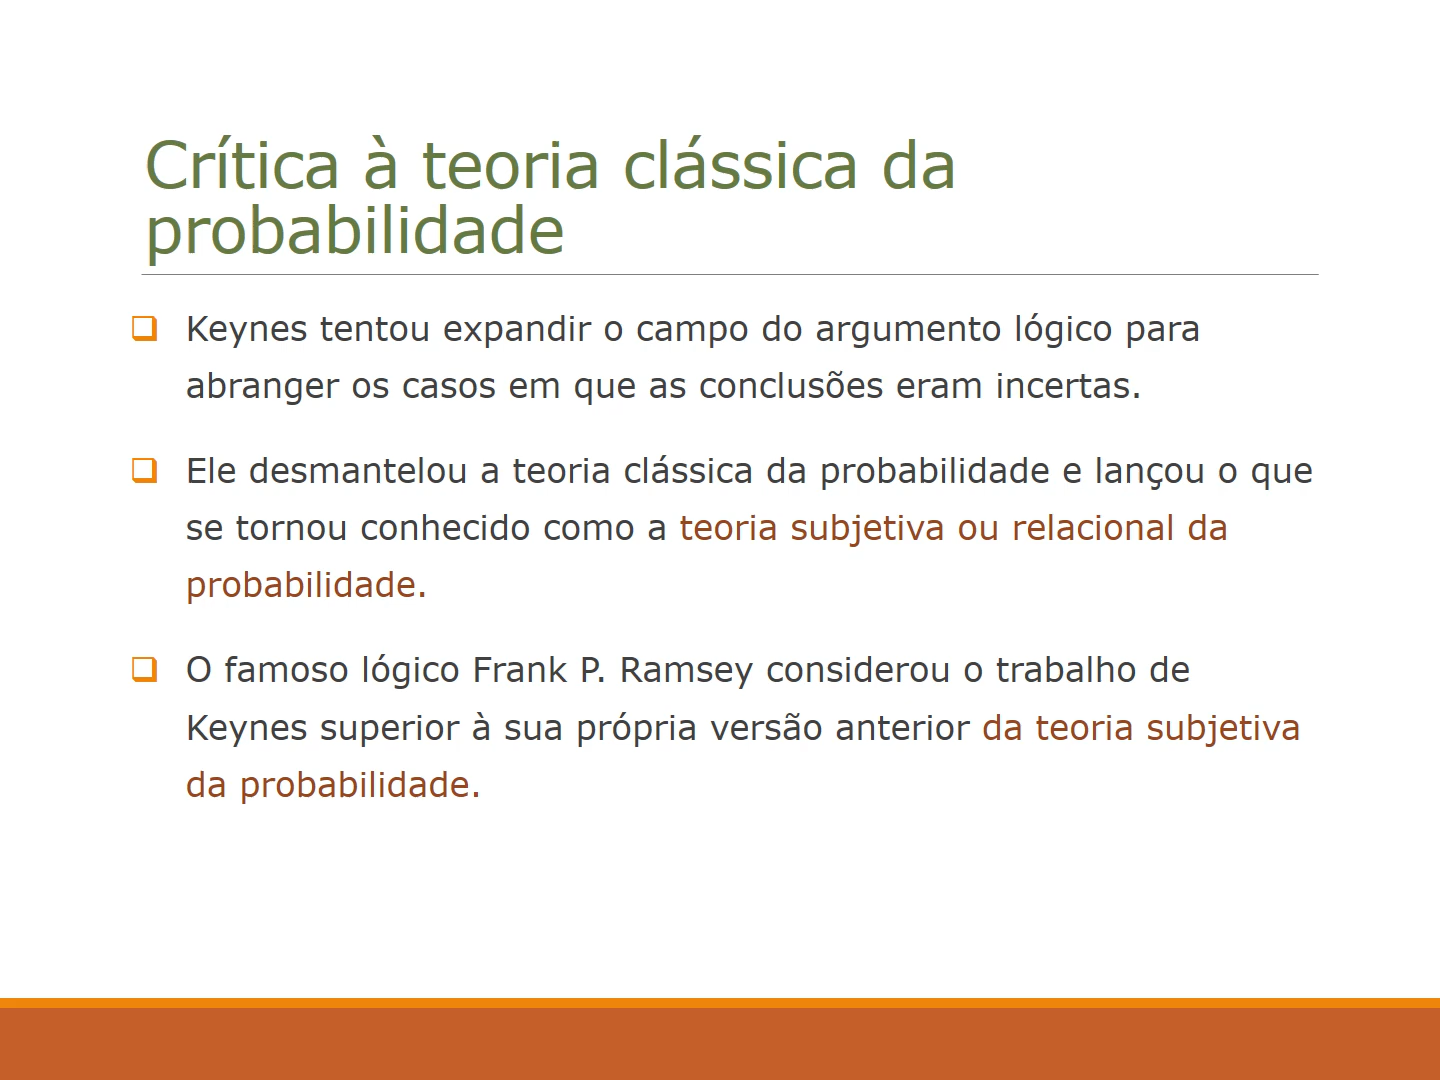 Crítica à teoria clássica da
probabilidade
Keynes tentou expandir o campo do argumento lógico para
abranger os casos em que as conclusões eram incertas.
Ele desmantelou a teoria clássica da probabilidade e lançou o que
se tornou conhecido como a teoria subjetiva ou relacional da
probabilidade.
O famoso lógico Frank P. Ramsey considerou o trabalho de
Keynes superior à sua própria versão anterior da teoria subjetiva
da probabilidade.